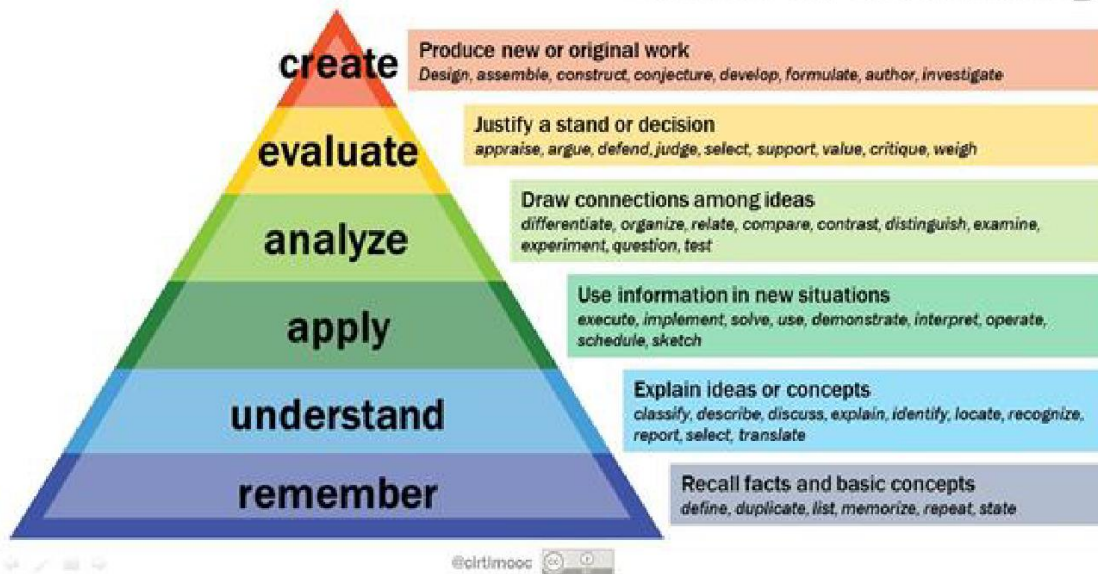 create
Produce new or original work
Design, assemble, construct, conjecture, develop, formulate, author, investigate
evaluate
Justify a stand or decision
appraise, argue, defend, judge, select, support, value, critique, weigh
analyze
Draw connections among ideas
differentiate, organize, relate, compare, contrast, distinguish, examine,
experiment, question, test
apply
Use information in new situations
execute, implement, solve, use, demonstrate, interpret, operate,
schedule, sketch
understand
Explain ideas or concepts
classify, describe, discuss, explain, identify, locate, recognize,
report, select, translate
remember
Recall facts and basic concepts
define, duplicate, list, memorize, repeat, state
@cirtlmooc
cc